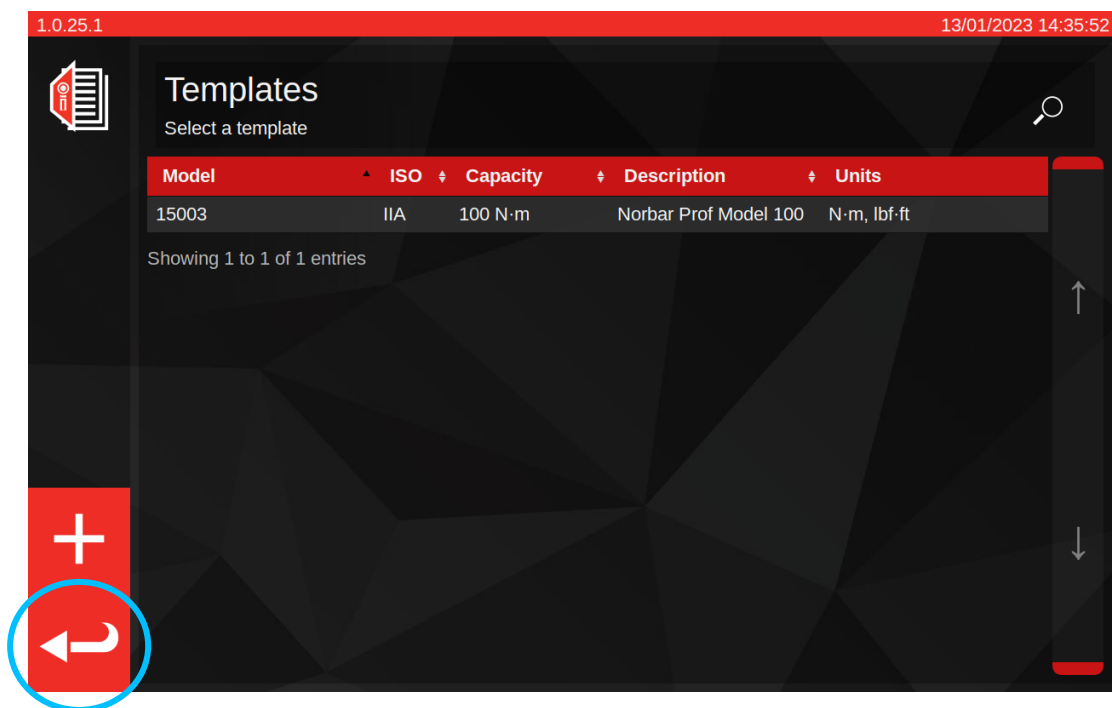 1.0.25.1 13/01/2023 14:35:52
Templates
Select a template
Model ISO Capacity Description Units
15003 IIA 100 N·m Norbar Prof Model 100 N·m, lbf·ft
Showing 1 to 1 of 1 entries